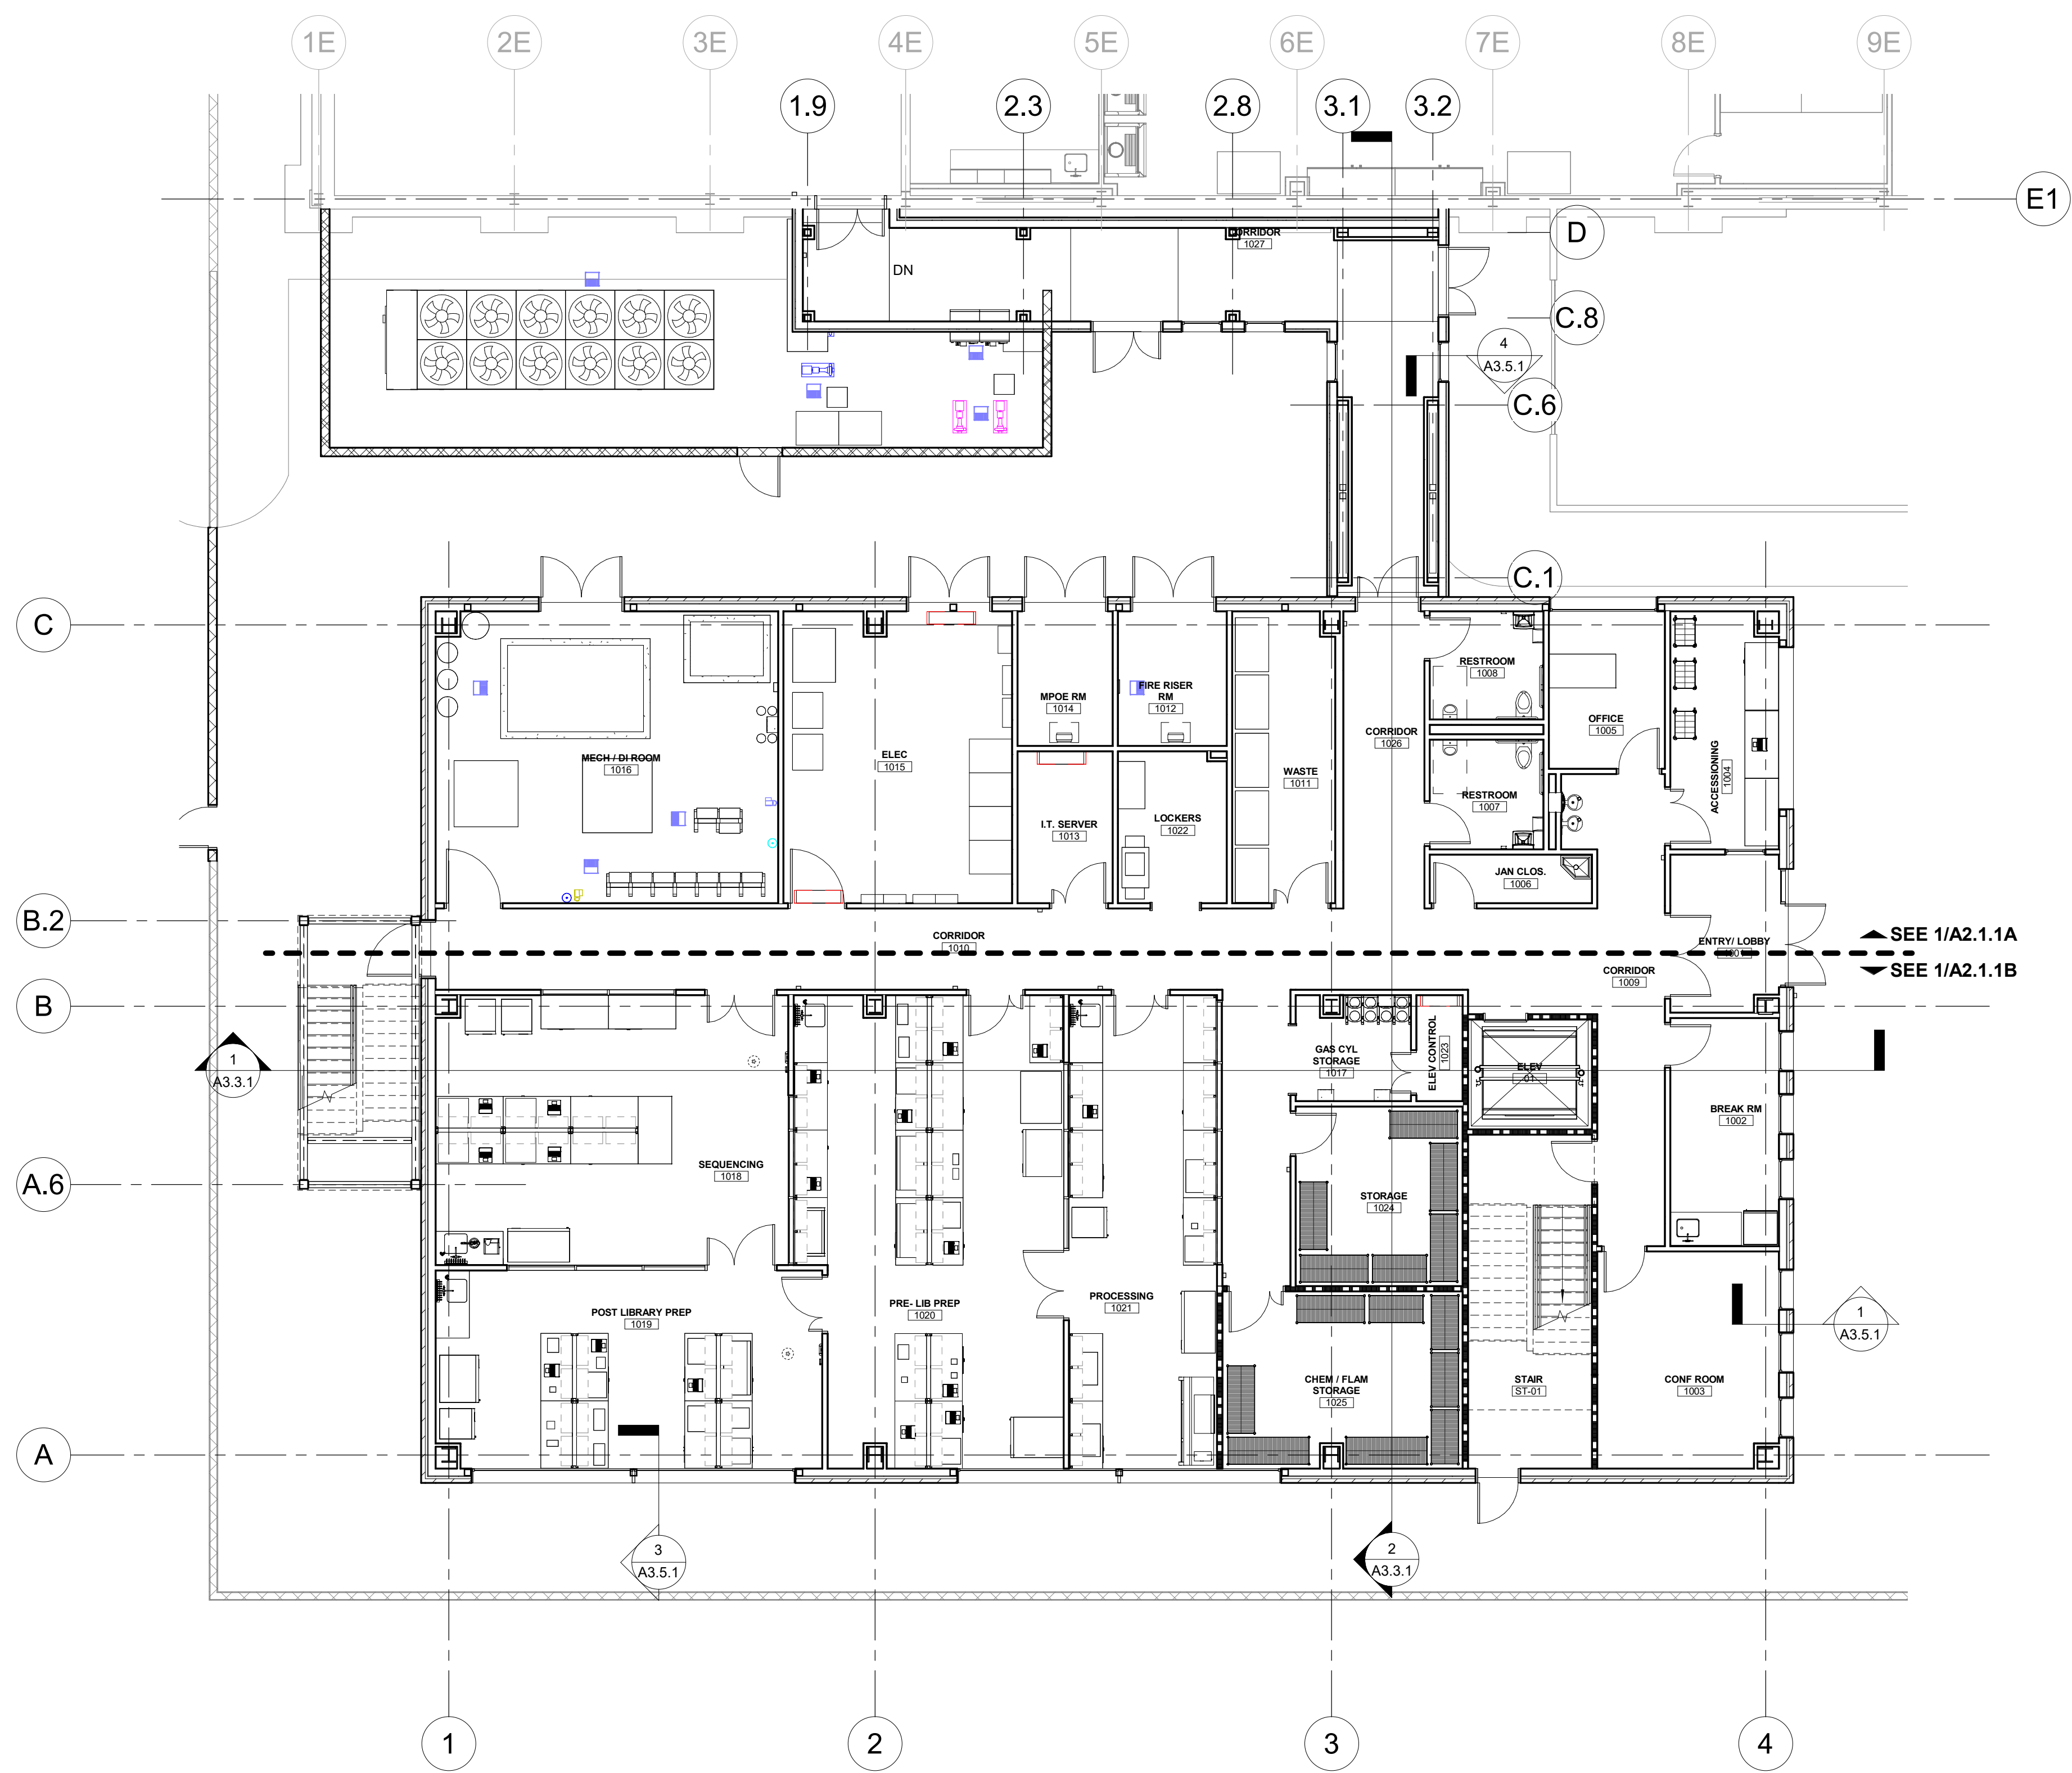 1E 2E 3E 4E 5E 6E 7E 8E 9E
1.9 2.3 2.8 3.1 3.2
E1
D
CORRIDOR
1027
DN
C.8
4
A3.5.1
C.6
C.1
C
RESTROOM
1008
MPOE RM
1014
FIRE RISER
RM
1012
OFFICE
1005
CORRIDOR
1026
MECH / DI ROOM
1016
ELEC
1015
WASTE
1011
ACCESSIONING
1004
RESTROOM
1007
I.T. SERVER
1013
LOCKERS
1022
JAN CLOS.
1006
B.2
CORRIDOR
1010
ENTRY/ LOBBY
SEE 1/A2.1.1A
SEE 1/A2.1.1B
CORRIDOR
1009
B
1
A3.3.1
GAS CYL
STORAGE
1017
ELEV CONTROL
1023
ELEV
01
BREAK RM
1002
SEQUENCING
1018
A.6
STORAGE
1024
POST LIBRARY PREP
1019
PRE- LIB PREP
1020
PROCESSING
1021
1
A3.5.1
CHEM / FLAM
STORAGE
1025
STAIR
ST-01
CONF ROOM
1003
A
3
A3.5.1
2
A3.3.1
1 2 3 4